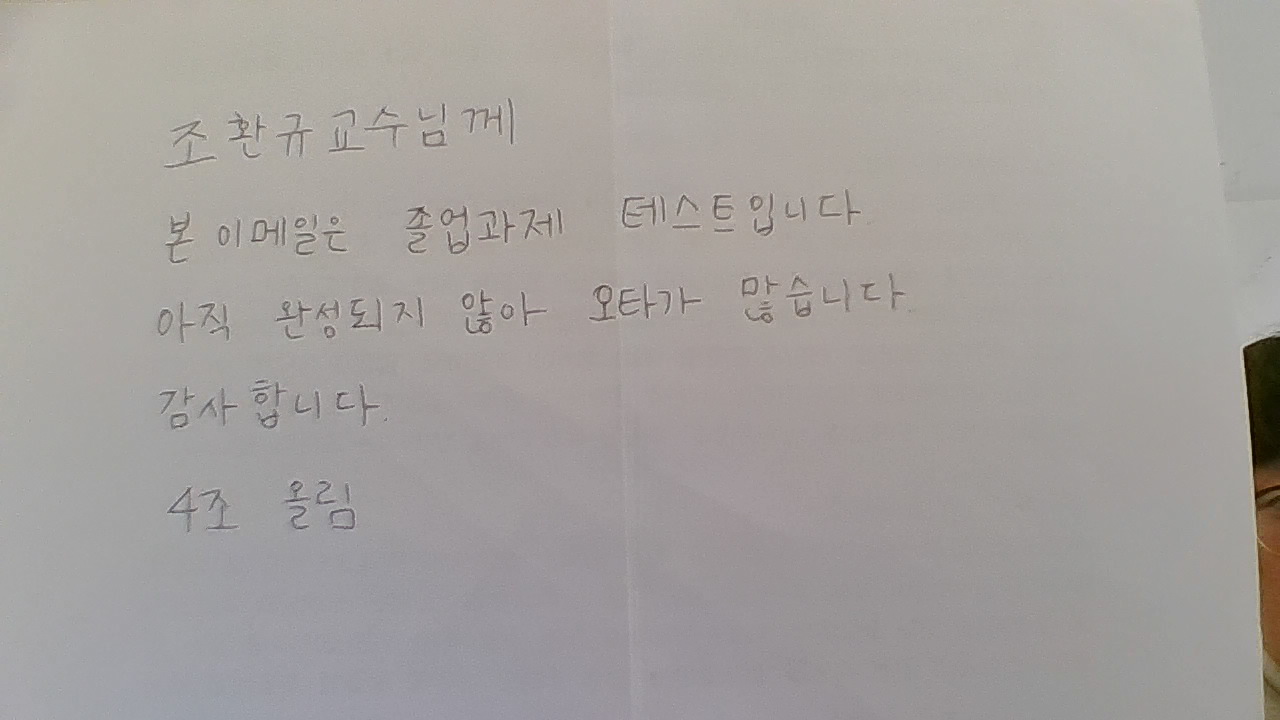 조환규교수님께
본 이메일은 졸업과제 테스트입니다.
아직 완성되지 않아 오타가 많습니다.
감사합니다.
4조 올림